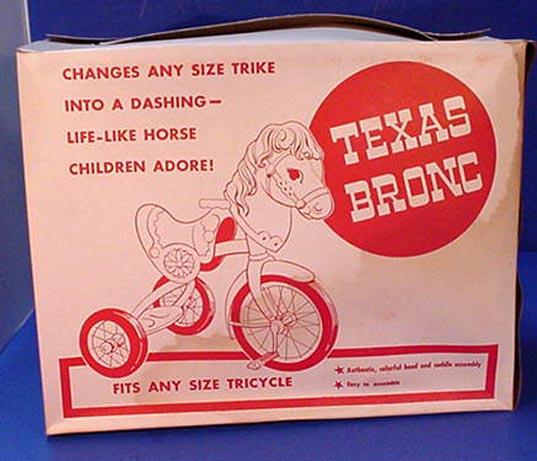 CHANGES ANY SIZE TRIKE
INTO A DASHING—
LIFE-LIKE HORSE
CHILDREN ADORE!
TEXAS
BRONC
FITS ANY SIZE TRICYCLE
★ Authentic, colorful head and saddle assembly
★ Easy to assemble